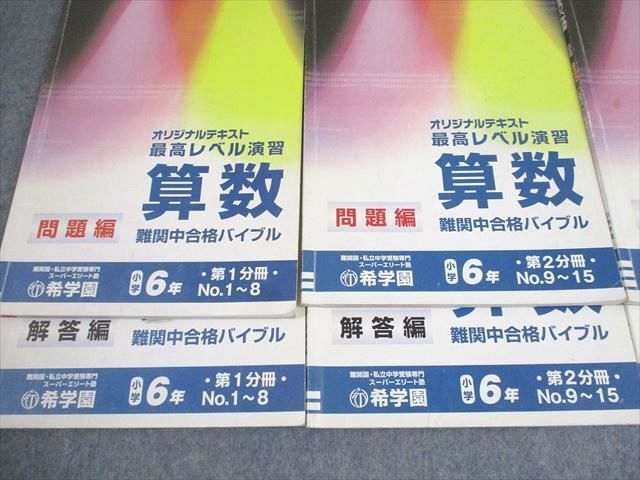 オリジナルテキスト
最高レベル演習
算数
問題編
難関中合格バイブル
難関国・私立中学受験専門
スーパーエリート塾
希学園
小学6年
・第1分冊・
No.1～8
オリジナルテキスト
最高レベル演習
算数
問題編
難関中合格バイブル
難関国・私立中学受験専門
スーパーエリート塾
希学園
小学6年
・第2分冊・
No.9～15
解答編
難関中合格バイブル
難関国・私立中学受験専門
スーパーエリート塾
希学園
小学6年
・第1分冊・
No.1～8
解答編
難関中合格バイブル
難関国・私立中学受験専門
スーパーエリート塾
希学園
小学6年
・第2分冊・
No.9～15